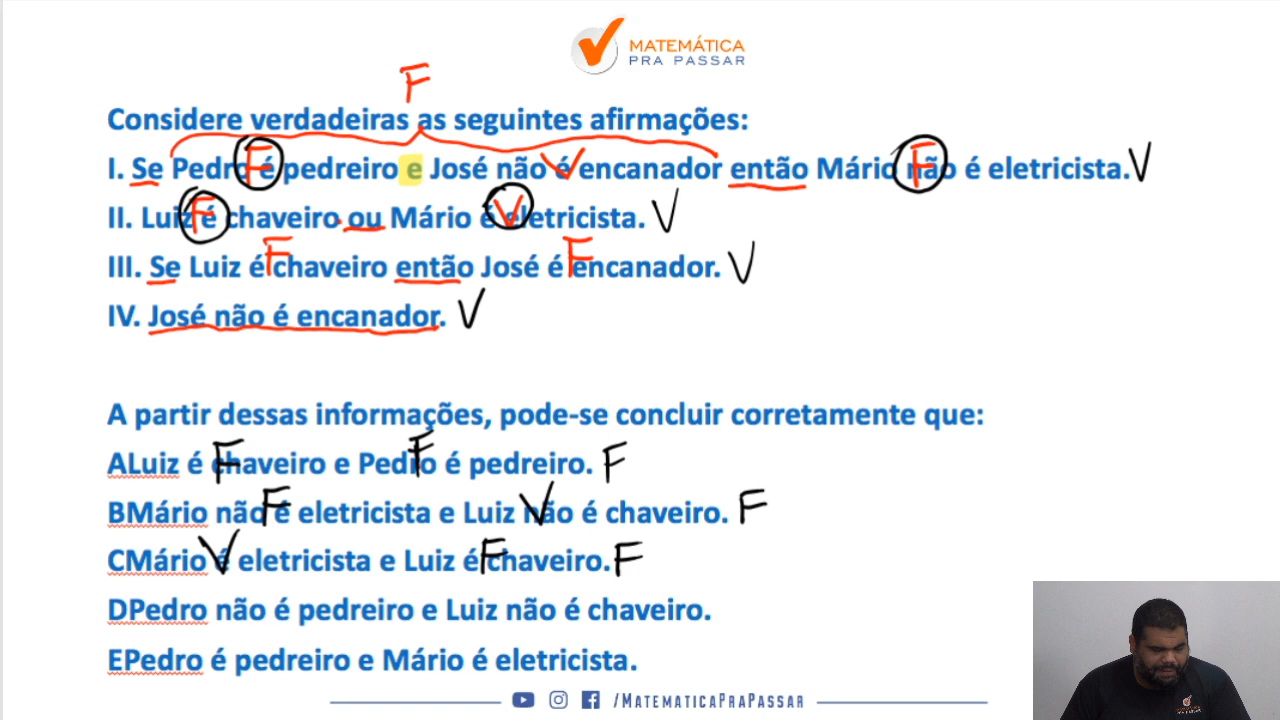 MATEMÁTICA
PRA PASSAR
F
Considere verdadeiras as seguintes afirmações:
I. Se Pedro F é pedreiro e José não V é encanador então Mário F não é eletricista. V
II. Luiz F é chaveiro ou Mário é V eletricista. V
III. Se Luiz é F chaveiro então José é F encanador. V
IV. José não é encanador. V
A partir dessas informações, pode-se concluir corretamente que:
ALuiz é F chaveiro e Pedro F é pedreiro. F
BMário não F é eletricista e Luiz V não é chaveiro. F
CMário V é eletricista e Luiz é F chaveiro. F
DPedro não é pedreiro e Luiz não é chaveiro.
EPedro é pedreiro e Mário é eletricista.
/MATEMATICAPRAPASSAR